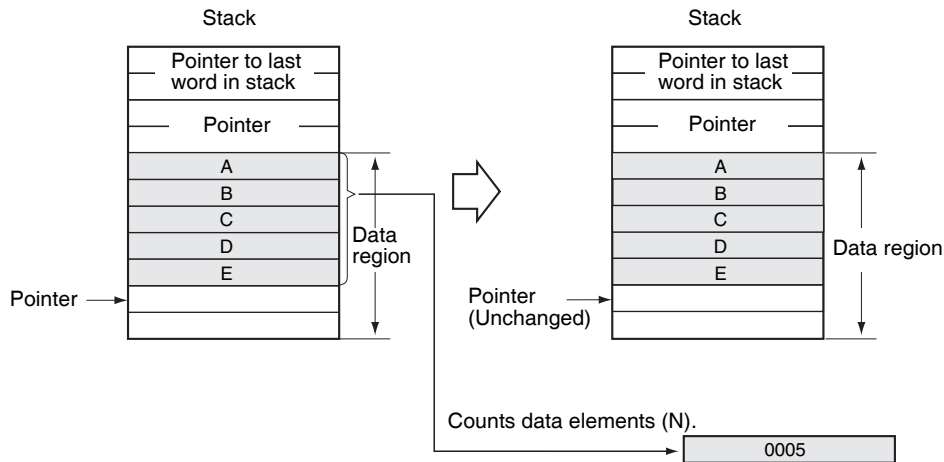 Stack
Pointer to last
word in stack
Pointer
A
B
C
D
E
Data
region
Pointer
Stack
Pointer to last
word in stack
Pointer
A
B
C
D
E
Data region
Pointer
(Unchanged)
Counts data elements (N).
0005